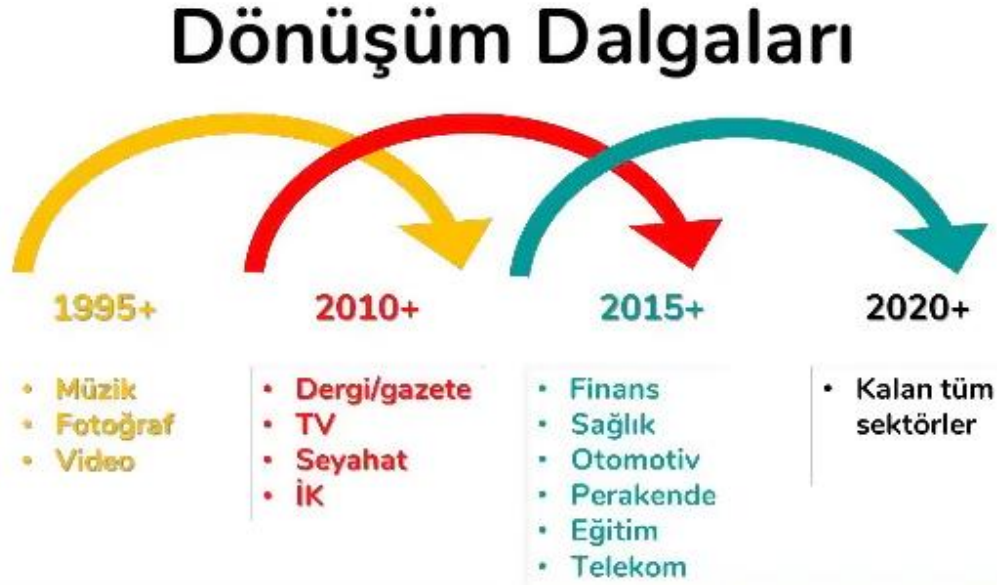 Dönüşüm Dalgaları
1995+
• Müzik
• Fotoğraf
• Video
2010+
• Dergi/gazete
• TV
• Seyahat
• İK
2015+
• Finans
• Sağlık
• Otomotiv
• Perakende
• Eğitim
• Telekom
2020+
• Kalan tüm
sektörler